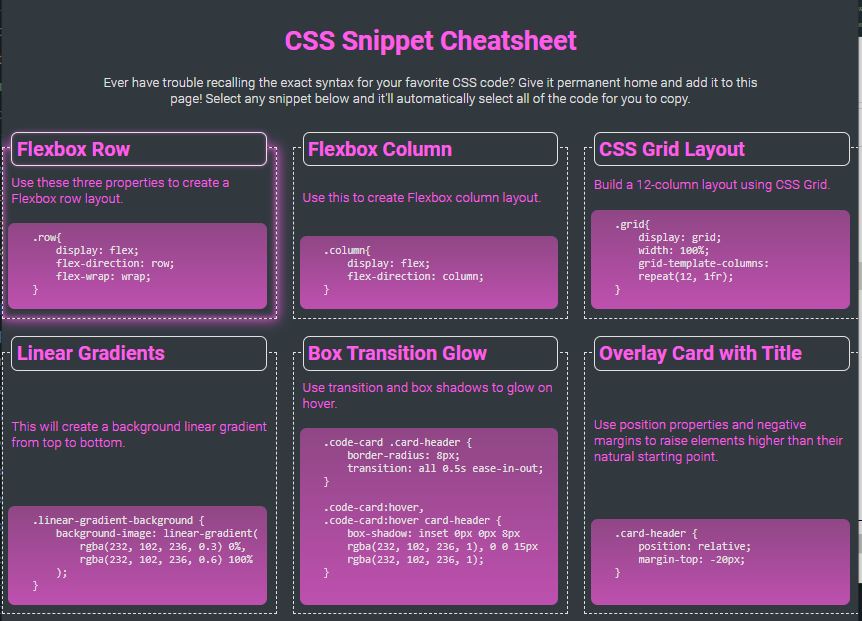 CSS Snippet Cheatsheet
Ever have trouble recalling the exact syntax for your favorite CSS code? Give it permanent home and add it to this
page! Select any snippet below and it'll automatically select all of the code for you to copy.
Flexbox Row
Use these three properties to create a
Flexbox row layout.
.row{
    display: flex;
    flex-direction: row;
    flex-wrap: wrap;
}
Flexbox Column
Use this to create Flexbox column layout.
.column{
    display: flex;
    flex-direction: column;
}
CSS Grid Layout
Build a 12-column layout using CSS Grid.
.grid{
    display: grid;
    width: 100%;
    grid-template-columns:
    repeat(12, 1fr);
}
Linear Gradients
This will create a background linear gradient
from top to bottom.
.linear-gradient-background {
    background-image: linear-gradient(
        rgba(232, 102, 236, 0.3) 0%,
        rgba(232, 102, 236, 0.6) 100%
    );
}
Box Transition Glow
Use transition and box shadows to glow on
hover.
.code-card .card-header {
    border-radius: 8px;
    transition: all 0.5s ease-in-out;
}
.code-card:hover,
.code-card:hover card-header {
    box-shadow: inset 0px 0px 8px
    rgba(232, 102, 236, 1), 0 0 15px
    rgba(232, 102, 236, 1);
}
Overlay Card with Title
Use position properties and negative
margins to raise elements higher than their
natural starting point.
.card-header {
    position: relative;
    margin-top: -20px;
}